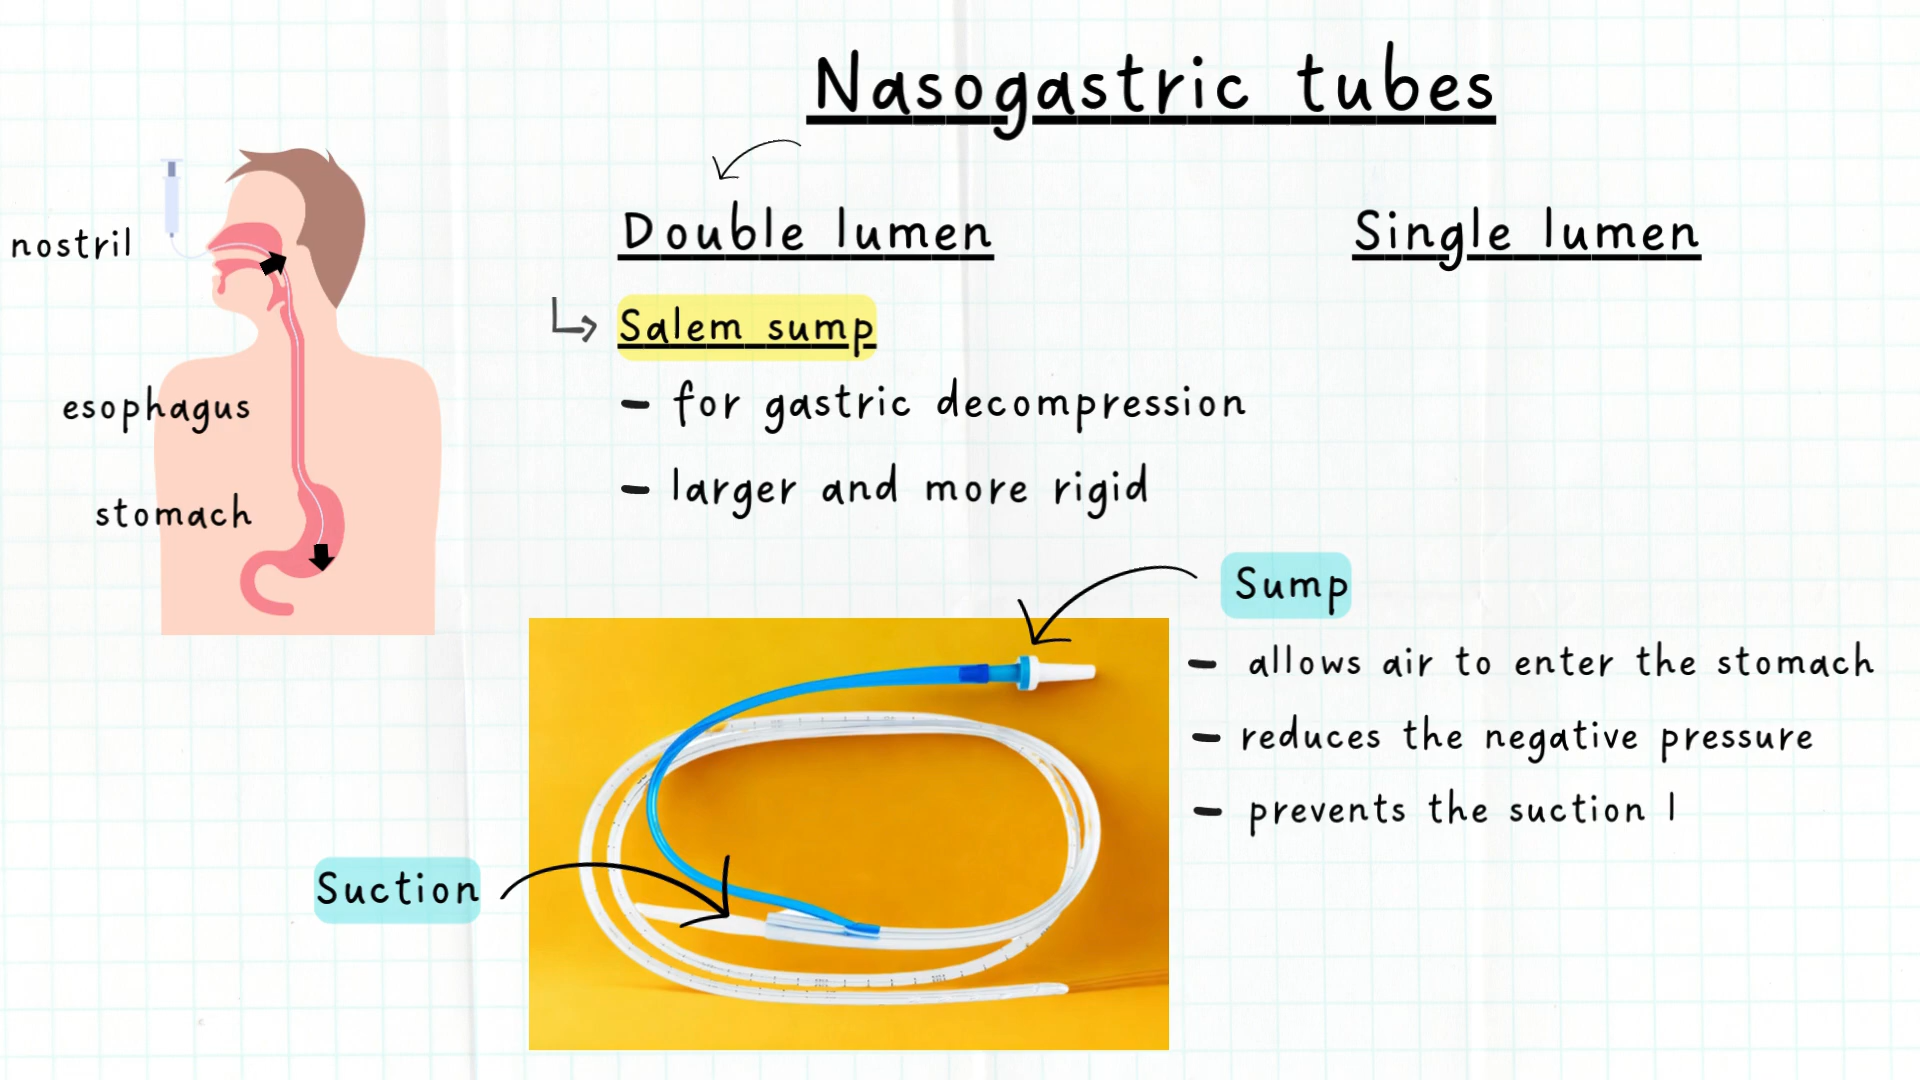 Nasogastric tubes
Double lumen
Single lumen
Salem sump
- for gastric decompression
- larger and more rigid
nostril
esophagus
stomach
Sump
- allows air to enter the stomach
- reduces the negative pressure
- prevents the suction l
Suction